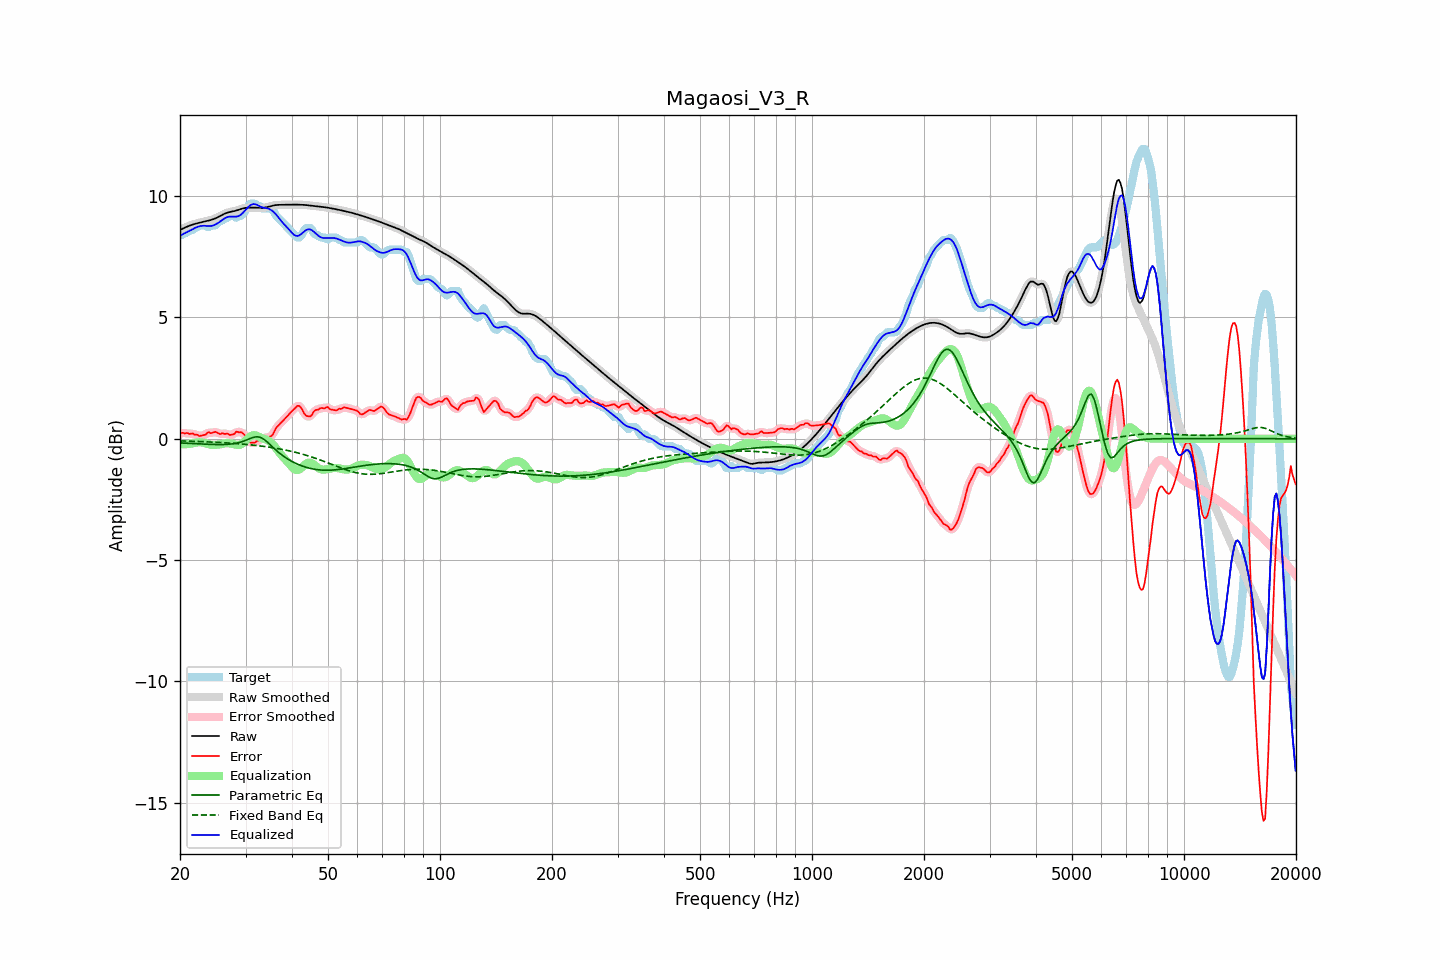 Magaosi_V3_R
Amplitude (dBr)
10
5
0
−5
−10
−15
Target
Raw Smoothed
Error Smoothed
Raw
Error
Equalization
Parametric Eq
Fixed Band Eq
Equalized
20 50 100 200 500 1000 2000 5000 10000 20000
Frequency (Hz)